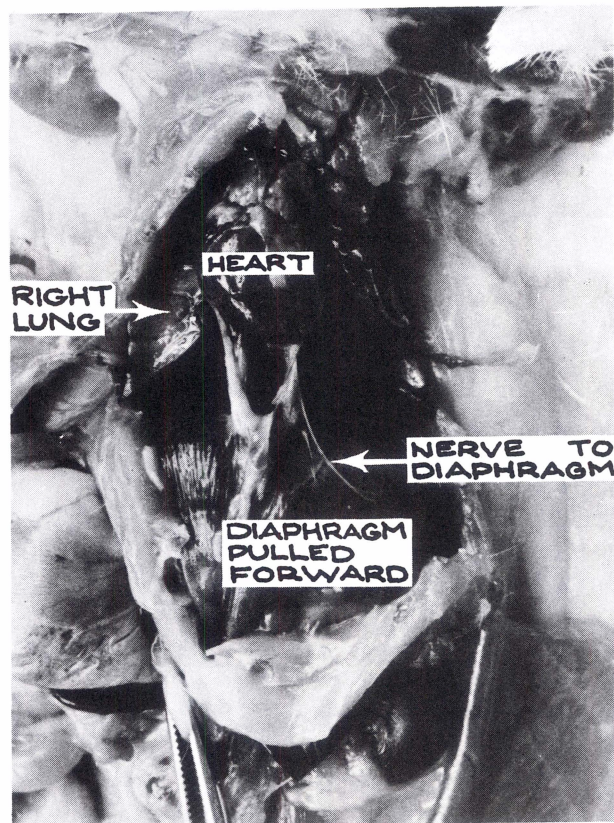 HEART
RIGHT
LUNG
NERVE TO
DIAPHRAGM
DIAPHRAGM
PULLED
FORWARD